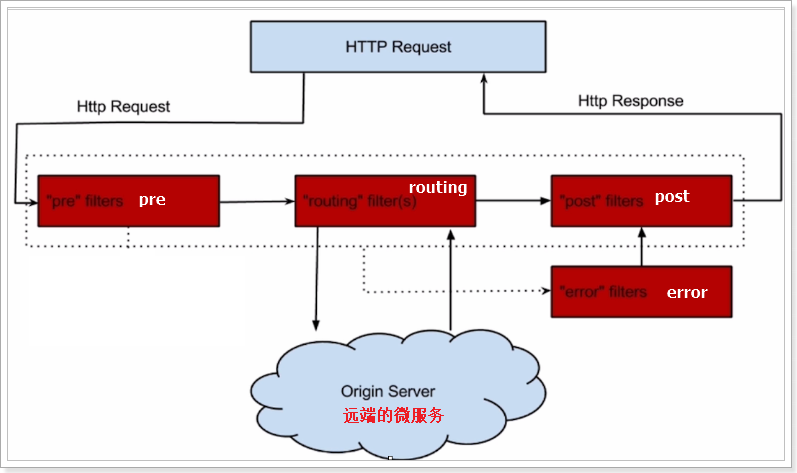 HTTP Request
Http Request
Http Response
"pre" filters pre
"routing" filter(s) routing
"post" filters post
"error" filters error
Origin Server
远端的微服务